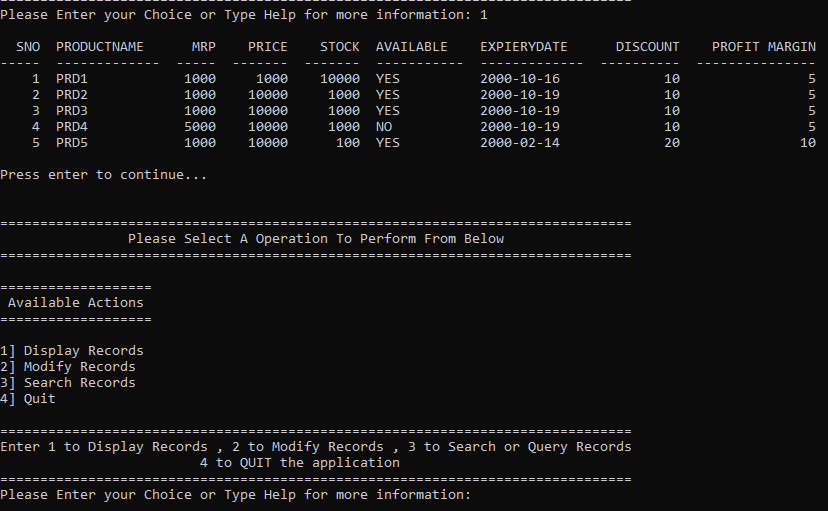 ===============================================================================
Please Enter your Choice or Type Help for more information: 1
  SNO  PRODUCTNAME      MRP    PRICE    STOCK  AVAILABLE    EXPIERYDATE      DISCOUNT    PROFIT MARGIN
-----  -------------  -----  -------  -------  -----------  -------------  ----------  ---------------
    1  PRD1            1000     1000    10000  YES          2000-10-16             10                5
    2  PRD2            1000    10000     1000  YES          2000-10-19             10                5
    3  PRD3            1000    10000     1000  YES          2000-10-19             10                5
    4  PRD4            5000    10000     1000  NO           2000-10-19             10                5
    5  PRD5            1000    10000      100  YES          2000-02-14             20               10
Press enter to continue...
===============================================================================
                Please Select A Operation To Perform From Below
===============================================================================
===================
 Available Actions
===================
1] Display Records
2] Modify Records
3] Search Records
4] Quit
===============================================================================
Enter 1 to Display Records , 2 to Modify Records , 3 to Search or Query Records
                         4 to QUIT the application
===============================================================================
Please Enter your Choice or Type Help for more information: